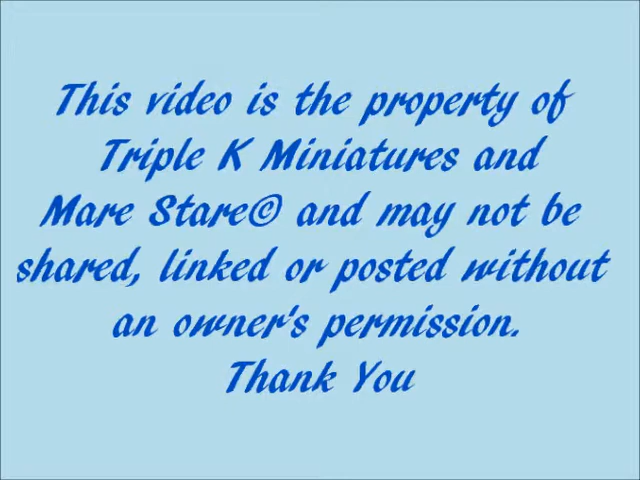 This video is the property of
Triple K Miniatures and
Mare Stare© and may not be
shared, linked or posted without
an owner's permission.
Thank You